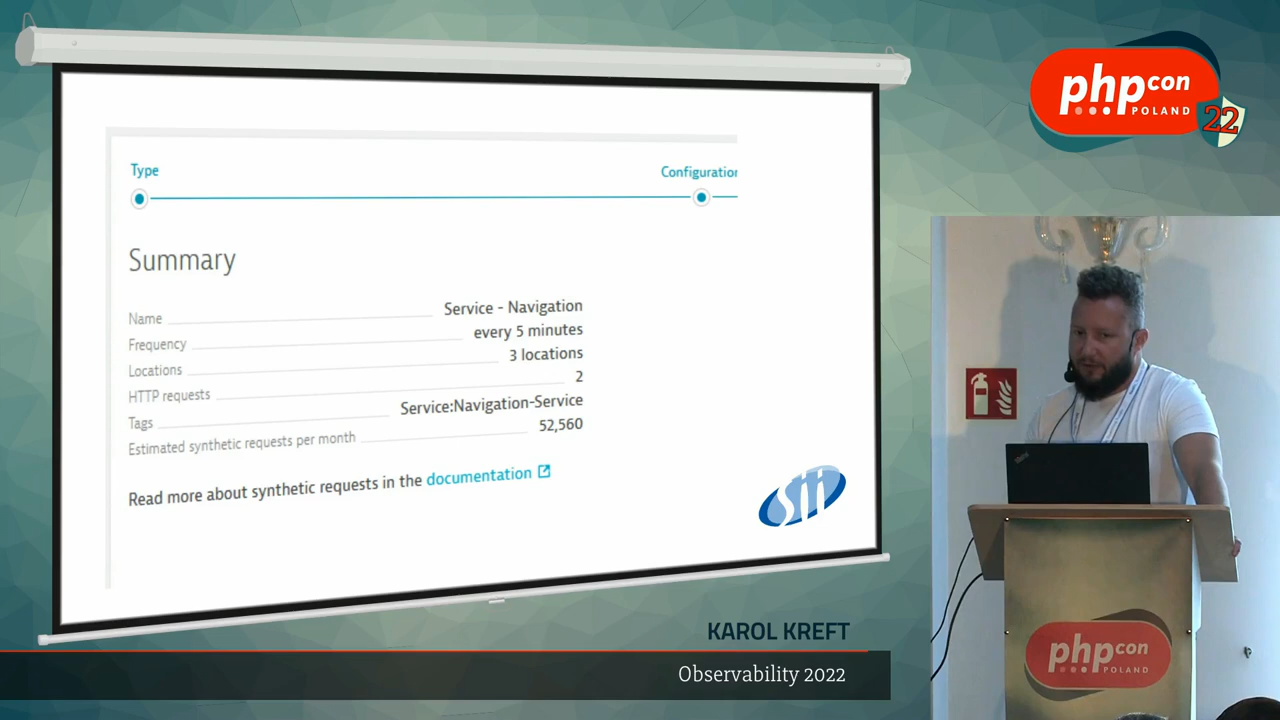 php con
POLAND
22
Type
Configuration
Summary
Name Service - Navigation
Frequency every 5 minutes
Locations 3 locations
HTTP requests 2
Tags Service:Navigation-Service
Estimated synthetic requests per month 52,560
Read more about synthetic requests in the documentation
Sii
KAROL KREFT
Observability 2022
php con
POLAND